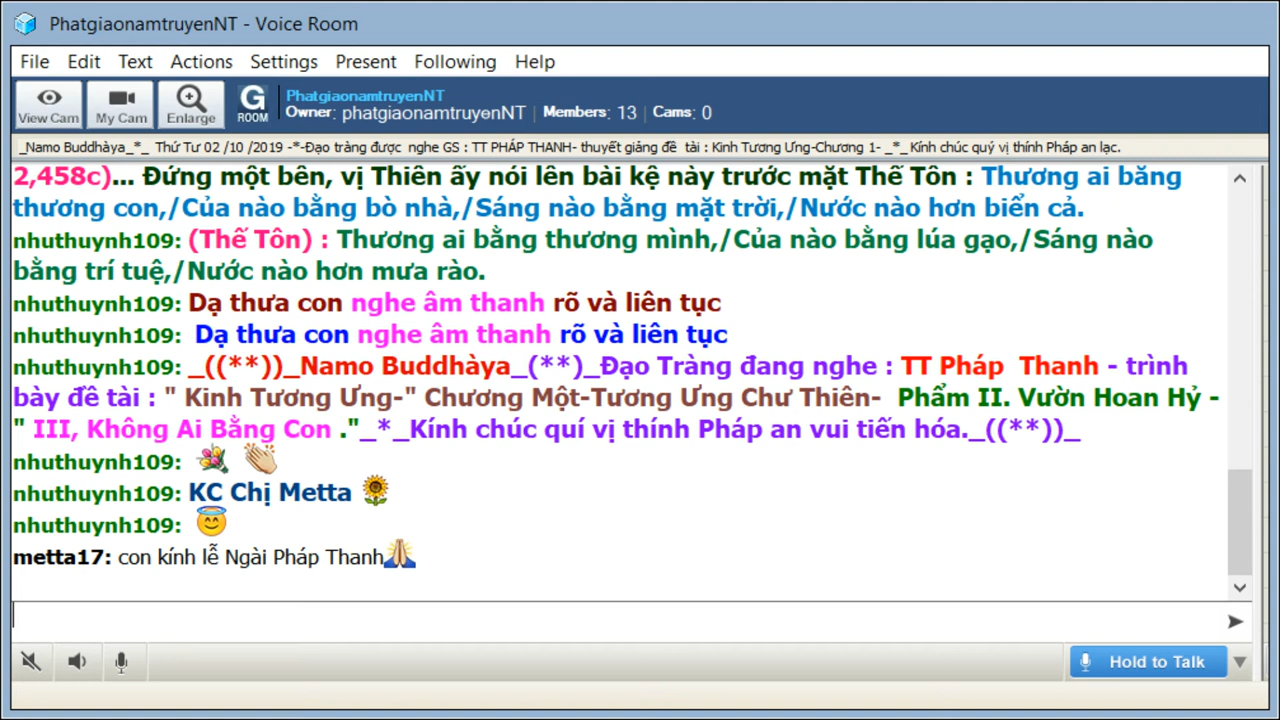 PhatgiaonamtruyenNT - Voice Room
File Edit Text Actions Settings Present Following Help
View Cam My Cam Enlarge G ROOM PhatgiaonamtruyenNT
Owner: phatgiaonamtruyenNT | Members: 13 | Cams: 0
_Namo Buddhàya_*_ Thứ Tư 02 /10 /2019 -*-Đạo tràng được nghe GS : TT PHÁP THANH- thuyết giảng đề tài : Kinh Tương Ưng-Chương 1- _*_Kính chúc quý vị thính Pháp an lạc.
2,458c)... Đứng một bên, vị Thiên ấy nói lên bài kệ này trước mặt Thế Tôn : Thương ai băng
thương con,/Của nào bằng bò nhà,/Sáng nào bằng mặt trời,/Nước nào hơn biển cả.
nhuthuynh109: (Thế Tôn) : Thương ai bằng thương mình,/Của nào bằng lúa gạo,/Sáng nào
bằng trí tuệ,/Nước nào hơn mưa rào.
nhuthuynh109: Dạ thưa con nghe âm thanh rõ và liên tục
nhuthuynh109: Dạ thưa con nghe âm thanh rõ và liên tục
nhuthuynh109: _((**))_Namo Buddhàya_(**)_Đạo Tràng đang nghe : TT Pháp Thanh - trình
bày đề tài : " Kinh Tương Ưng-" Chương Một-Tương Ưng Chư Thiên- Phẩm II. Vườn Hoan Hỷ -
" III, Không Ai Bằng Con ."_*_Kính chúc quí vị thính Pháp an vui tiến hóa._((**))_
nhuthuynh109: 💐 👏
nhuthuynh109: KC Chị Metta 🌻
nhuthuynh109: 😇
metta17: con kính lễ Ngài Pháp Thanh🙏
Hold to Talk